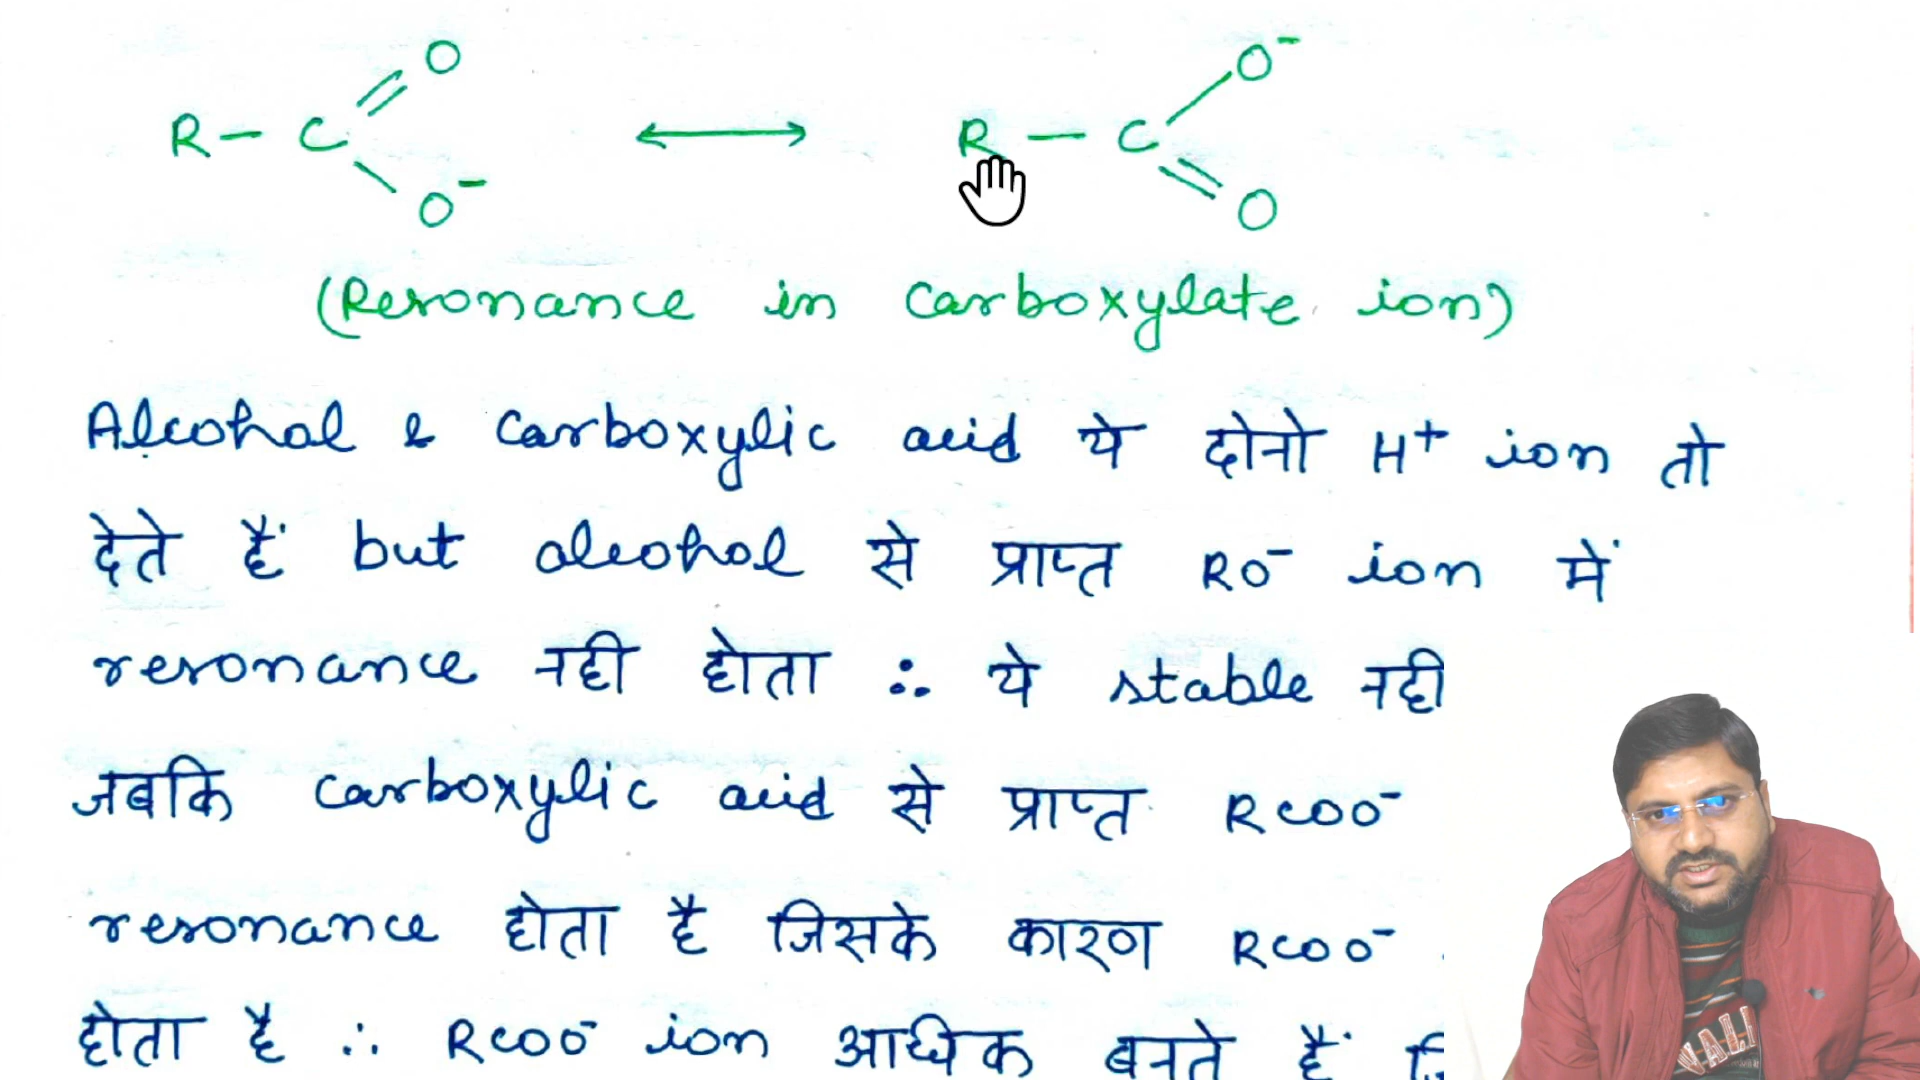 R – C O O⁻ ⟷ R – C O⁻ O
(Resonance in carboxylate ion)
Alcohol & carboxylic acid ये दोनो H⁺ ion तो
देते हैं but alcohol से प्राप्त RO⁻ ion में
resonance नही होता ∴ ये stable नही
जबकि carboxylic acid से प्राप्त RCOO⁻
resonance होता है जिसके कारण RCOO⁻
होता है ∴ RCOO⁻ ion आधिक बनते हैं